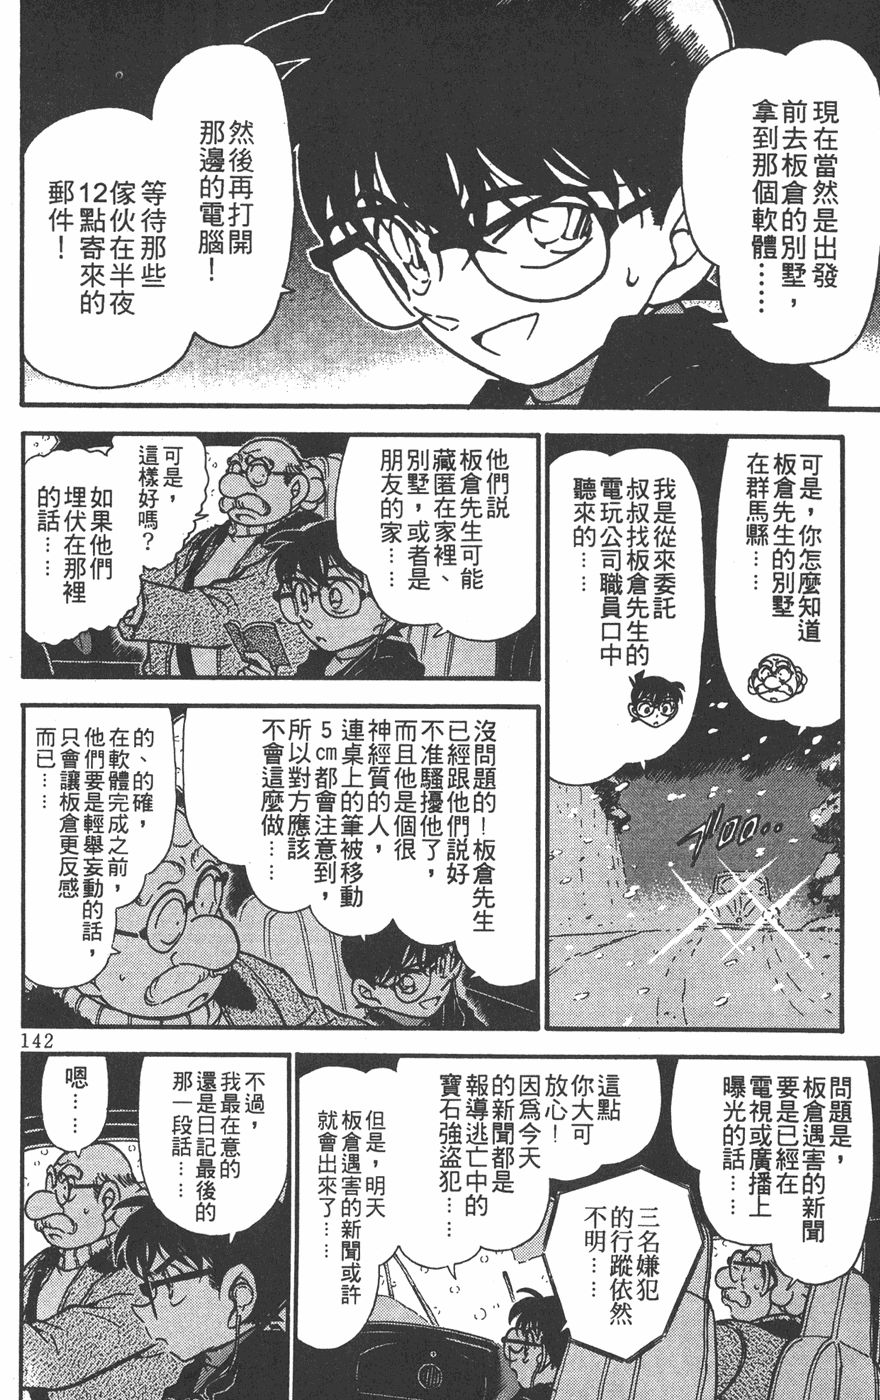 現在當然是出發
前去板倉的別墅，
拿到那個軟體……
然後再打開
那邊的電腦！
等待那些
傢伙在半夜
12點寄來的
郵件！
可是，你怎麼知道
板倉先生的別墅
在群馬縣……
我是從來委託
叔叔找板倉先生的
電玩公司職員口中
聽來的……
ブロロ..
他們說
板倉先生可能
藏匿在家裡、
別墅，或者是
朋友的家……
可是，
這樣好嗎？
如果他們
埋伏在那裡
的話……
沒問題的！板倉先生
已經跟他們說好
不准騷擾他了，
而且他是個很
神經質的人，
連桌上的筆被移動
5cm都會注意到，
所以對方應該
不會這麼做……
的、的確，
在軟體完成之前，
他們要是輕舉妄動的話，
只會讓板倉更反感
而已……
142
問題是，
板倉遇害的新聞
要是已經在
電視或廣播上
曝光的話……
這點
你大可
放心！
因為今天
的新聞都是
報導逃亡中的
寶石強盜犯……
三名嫌犯
的行蹤依然
不明……
但是，明天
板倉遇害的新聞或許
就會出來了……
不過，
我最在意的
還是日記最後的
那一段話……
嗯……